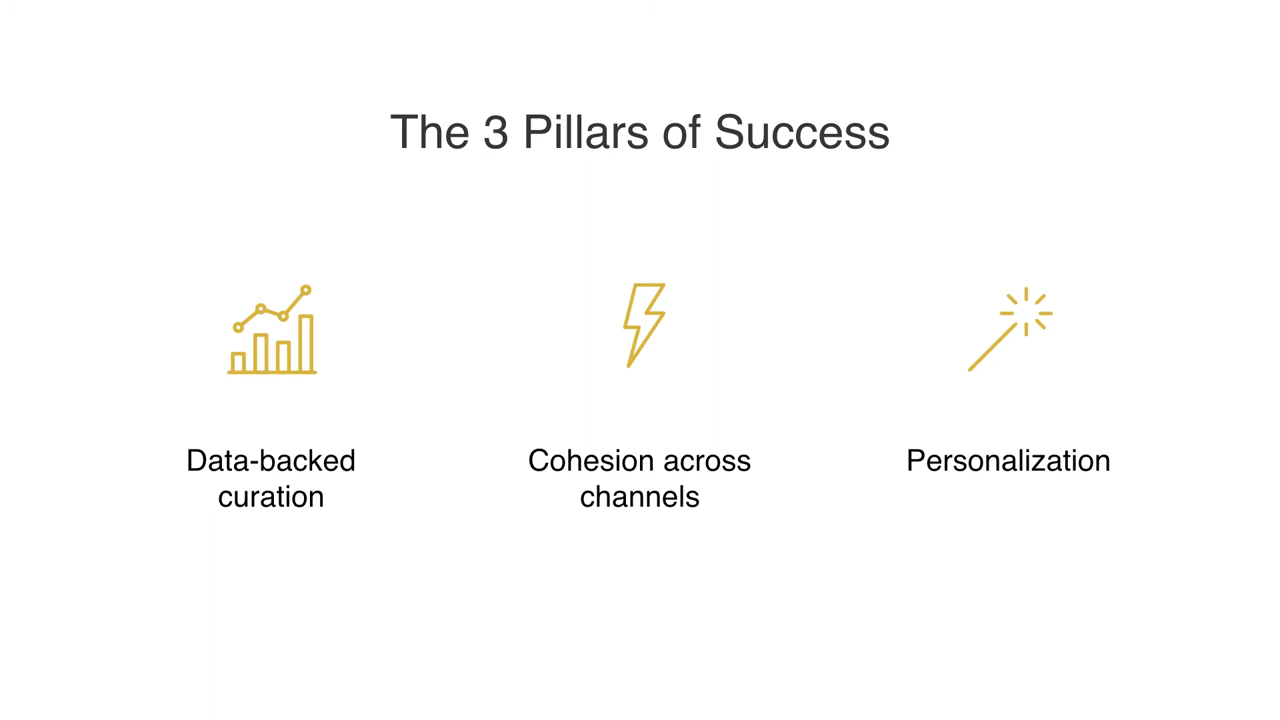 The 3 Pillars of Success
Data-backed
curation
Cohesion across
channels
Personalization